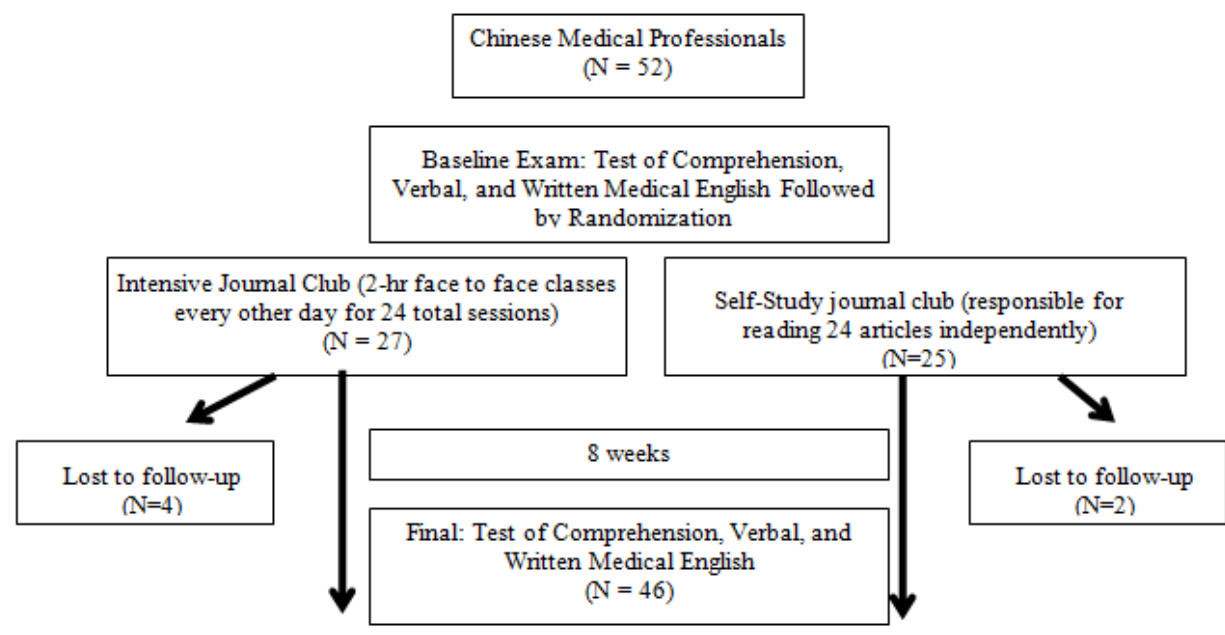 Chinese Medical Professionals
(N = 52)
Baseline Exam: Test of Comprehension,
Verbal, and Written Medical English Followed
by Randomization
Intensive Journal Club (2-hr face to face classes
every other day for 24 total sessions)
(N = 27)
Self-Study journal club (responsible for
reading 24 articles independently)
(N=25)
Lost to follow-up
(N=4)
8 weeks
Lost to follow-up
(N=2)
Final: Test of Comprehension, Verbal, and
Written Medical English
(N = 46)